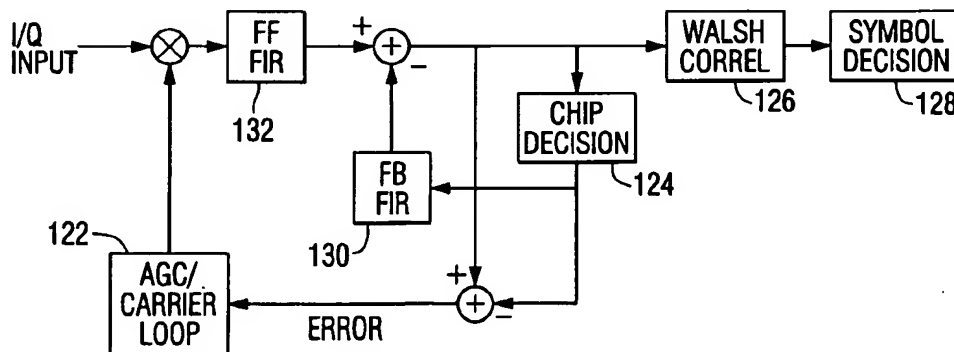 I/Q
INPUT
FF
FIR
132
+
+
−
WALSH
CORREL
126
SYMBOL
DECISION
128
CHIP
DECISION
124
FB
FIR
130
122
AGC/
CARRIER
LOOP
ERROR
+
+
−